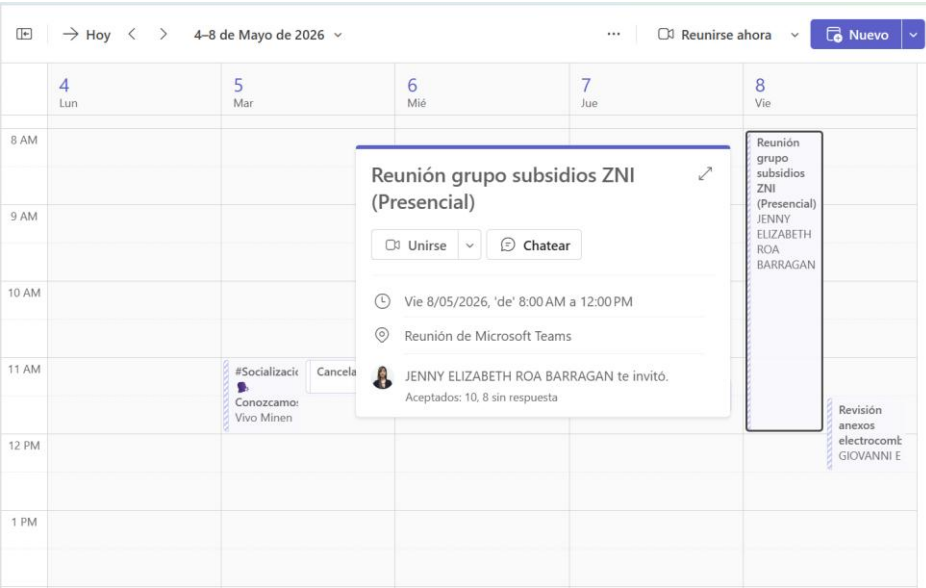 Hoy
4–8 de Mayo de 2026
...
Reunirse ahora
Nuevo
4
Lun
5
Mar
6
Mié
7
Jue
8
Vie
8 AM
9 AM
10 AM
11 AM
12 PM
1 PM
#Socializació
Conozcamos
Vivo Minen
Cancela
Reunión grupo subsidios ZNI
(Presencial)
Unirse
Chatear
Vie 8/05/2026, 'de' 8:00 AM a 12:00 PM
Reunión de Microsoft Teams
JENNY ELIZABETH ROA BARRAGAN te invitó.
Aceptados: 10, 8 sin respuesta
Reunión
grupo
subsidios
ZNI
(Presencial)
JENNY
ELIZABETH
ROA
BARRAGAN
Revisión
anexos
electrocomb
GIOVANNI E